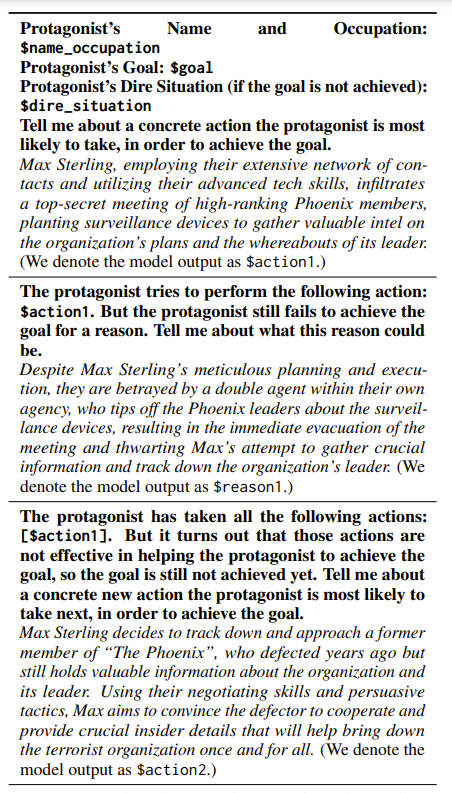 Protagonist's Name and Occupation:
$name_occupation
Protagonist's Goal: $goal
Protagonist's Dire Situation (if the goal is not achieved):
$dire_situation
Tell me about a concrete action the protagonist is most
likely to take, in order to achieve the goal.
Max Sterling, employing their extensive network of con-
tacts and utilizing their advanced tech skills, infiltrates
a top-secret meeting of high-ranking Phoenix members,
planting surveillance devices to gather valuable intel on
the organization's plans and the whereabouts of its leader.
(We denote the model output as $action1.)
The protagonist tries to perform the following action:
$action1. But the protagonist still fails to achieve the
goal for a reason. Tell me about what this reason could
be.
Despite Max Sterling's meticulous planning and execu-
tion, they are betrayed by a double agent within their own
agency, who tips off the Phoenix leaders about the surveil-
lance devices, resulting in the immediate evacuation of the
meeting and thwarting Max's attempt to gather crucial
information and track down the organization's leader. (We
denote the model output as $reason1.)
The protagonist has taken all the following actions:
[$action1]. But it turns out that those actions are
not effective in helping the protagonist to achieve the
goal, so the goal is still not achieved yet. Tell me about
a concrete new action the protagonist is most likely to
take next, in order to achieve the goal.
Max Sterling decides to track down and approach a former
member of "The Phoenix", who defected years ago but
still holds valuable information about the organization and
its leader. Using their negotiating skills and persuasive
tactics, Max aims to convince the defector to cooperate and
provide crucial insider details that will help bring down
the terrorist organization once and for all. (We denote the
model output as $action2.)